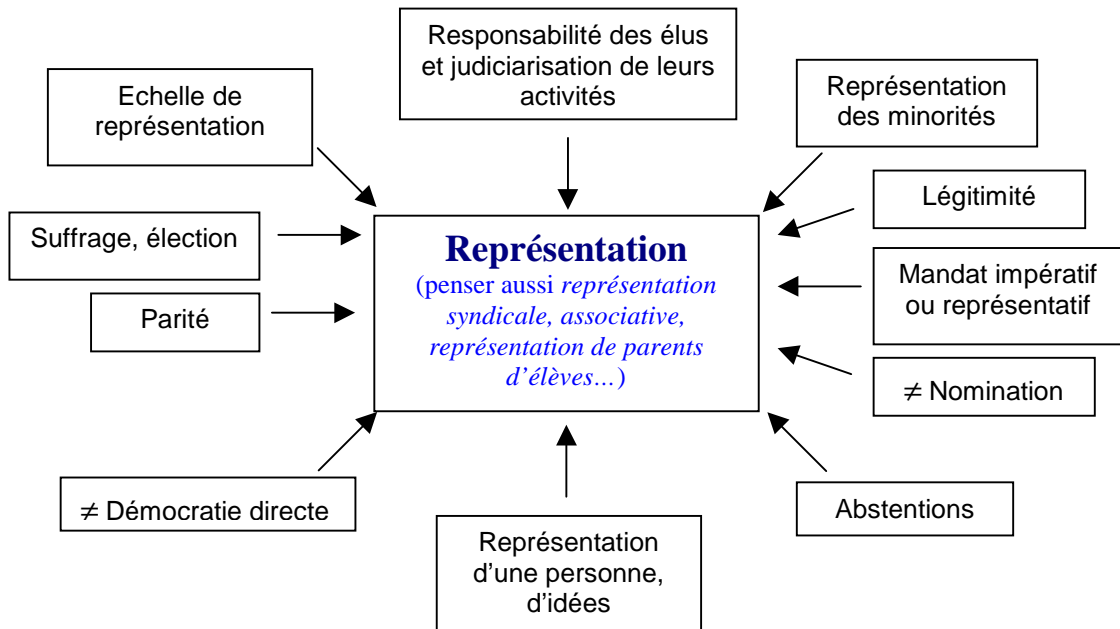 Responsabilité des élus
et judiciarisation de leurs
activités
Echelle de
représentation
Représentation
des minorités
Légitimité
Suffrage, élection
Représentation
(penser aussi représentation
syndicale, associative,
représentation de parents
d'élèves…)
Mandat impératif
ou représentatif
Parité
≠ Nomination
≠ Démocratie directe
Abstentions
Représentation
d'une personne,
d'idées